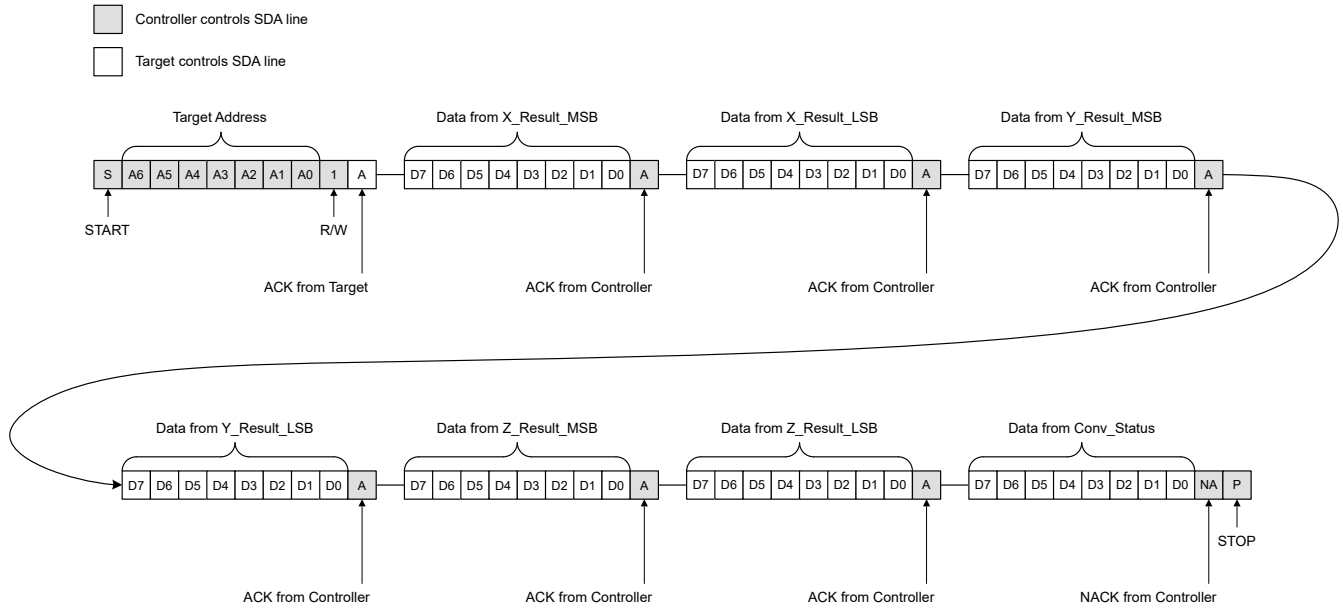 Controller controls SDA line
Target controls SDA line
Target Address Data from X_Result_MSB Data from X_Result_LSB Data from Y_Result_MSB
S A6 A5 A4 A3 A2 A1 A0 1 A D7 D6 D5 D4 D3 D2 D1 D0 A D7 D6 D5 D4 D3 D2 D1 D0 A D7 D6 D5 D4 D3 D2 D1 D0 A
START R/W
ACK from Target ACK from Controller ACK from Controller ACK from Controller
Data from Y_Result_LSB Data from Z_Result_MSB Data from Z_Result_LSB Data from Conv_Status
D7 D6 D5 D4 D3 D2 D1 D0 A D7 D6 D5 D4 D3 D2 D1 D0 A D7 D6 D5 D4 D3 D2 D1 D0 A D7 D6 D5 D4 D3 D2 D1 D0 NA P
STOP
ACK from Controller ACK from Controller ACK from Controller NACK from Controller